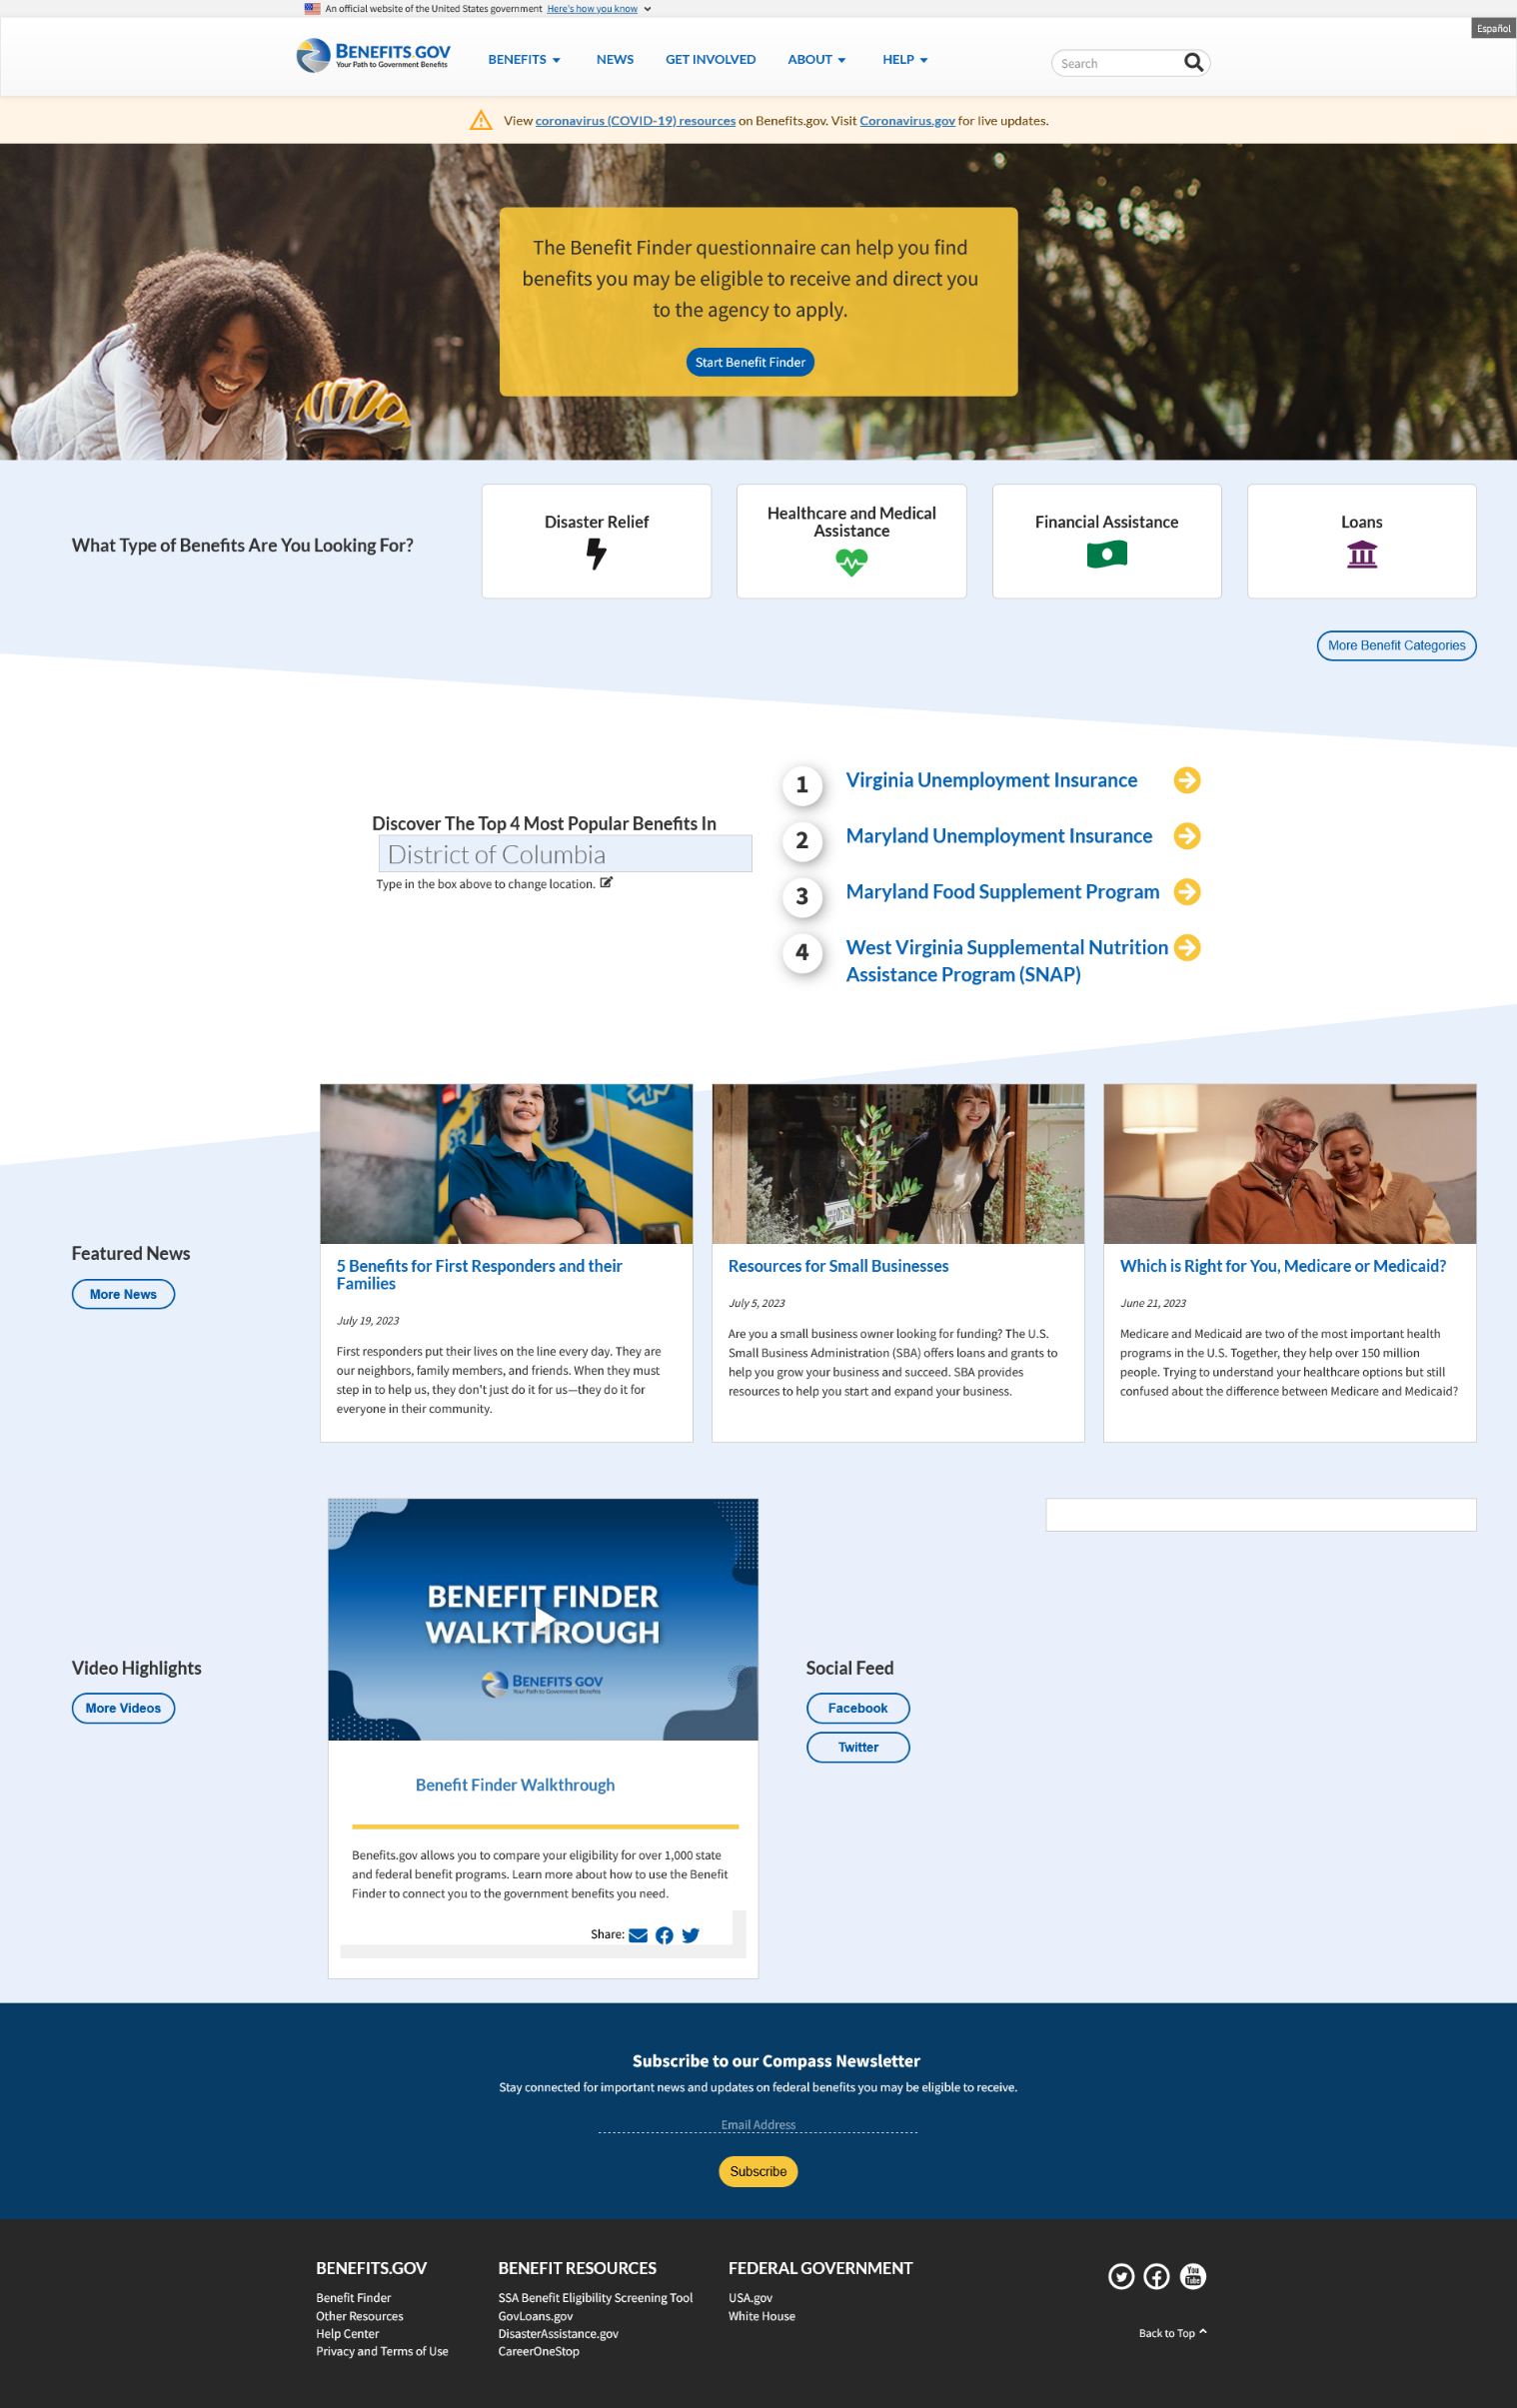 An official website of the United States government Here's how you know
Español
BENEFITS.GOV
Your Path to Government Benefits
BENEFITS
NEWS
GET INVOLVED
ABOUT
HELP
Search
View coronavirus (COVID-19) resources on Benefits.gov. Visit Coronavirus.gov for live updates.
The Benefit Finder questionnaire can help you find
benefits you may be eligible to receive and direct you
to the agency to apply.
Start Benefit Finder
What Type of Benefits Are You Looking For?
Disaster Relief
Healthcare and Medical
Assistance
Financial Assistance
Loans
More Benefit Categories
Discover The Top 4 Most Popular Benefits In
District of Columbia
Type in the box above to change location.
1 Virginia Unemployment Insurance
2 Maryland Unemployment Insurance
3 Maryland Food Supplement Program
4 West Virginia Supplemental Nutrition
Assistance Program (SNAP)
Featured News
More News
str
5 Benefits for First Responders and their
Families
July 19, 2023
First responders put their lives on the line every day. They are
our neighbors, family members, and friends. When they must
step in to help us, they don't just do it for us—they do it for
everyone in their community.
Resources for Small Businesses
July 5, 2023
Are you a small business owner looking for funding? The U.S.
Small Business Administration (SBA) offers loans and grants to
help you grow your business and succeed. SBA provides
resources to help you start and expand your business.
Which is Right for You, Medicare or Medicaid?
June 21, 2023
Medicare and Medicaid are two of the most important health
programs in the U.S. Together, they help over 150 million
people. Trying to understand your healthcare options but still
confused about the difference between Medicare and Medicaid?
Video Highlights
More Videos
BENEFIT FINDER
WALKTHROUGH
BENEFITS GOV
Your Path to Government Benefits
Benefit Finder Walkthrough
Benefits.gov allows you to compare your eligibility for over 1,000 state
and federal benefit programs. Learn more about how to use the Benefit
Finder to connect you to the government benefits you need.
Share:
Social Feed
Facebook
Twitter
Subscribe to our Compass Newsletter
Stay connected for important news and updates on federal benefits you may be eligible to receive.
Email Address
Subscribe
BENEFITS.GOV
Benefit Finder
Other Resources
Help Center
Privacy and Terms of Use
BENEFIT RESOURCES
SSA Benefit Eligibility Screening Tool
GovLoans.gov
DisasterAssistance.gov
CareerOneStop
FEDERAL GOVERNMENT
USA.gov
White House
You
Tube
Back to Top